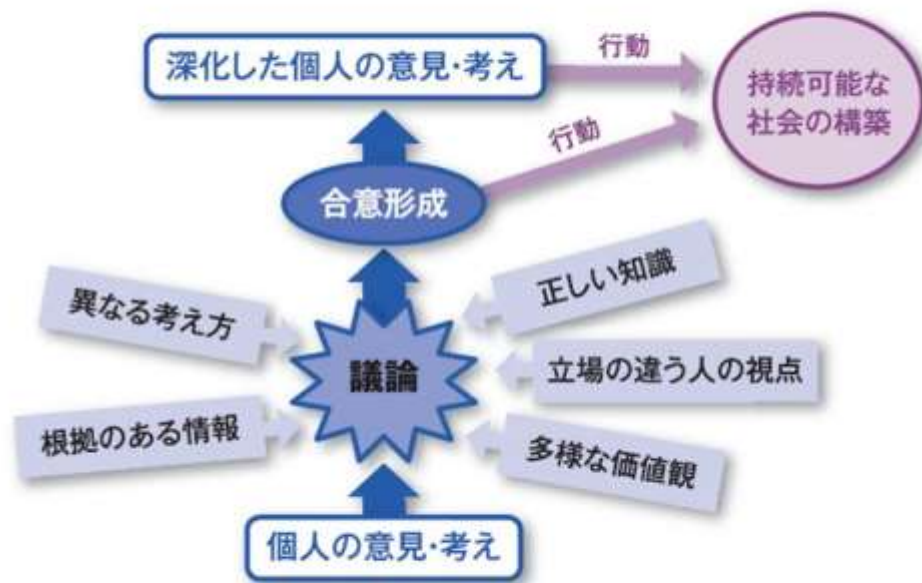 深化した個人の意見・考え
行動
持続可能な
社会の構築
行動
合意形成
正しい知識
異なる考え方
議論
立場の違う人の視点
根拠のある情報
多様な価値観
個人の意見・考え